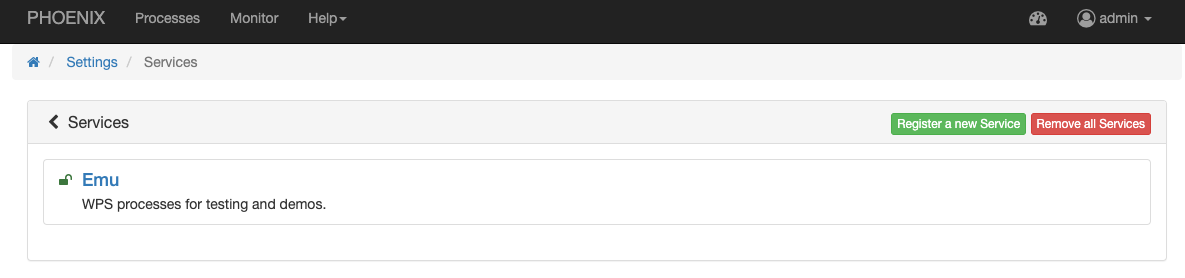 PHOENIX Processes Monitor Help admin
/ Settings / Services
Services Register a new Service Remove all Services
Emu
WPS processes for testing and demos.